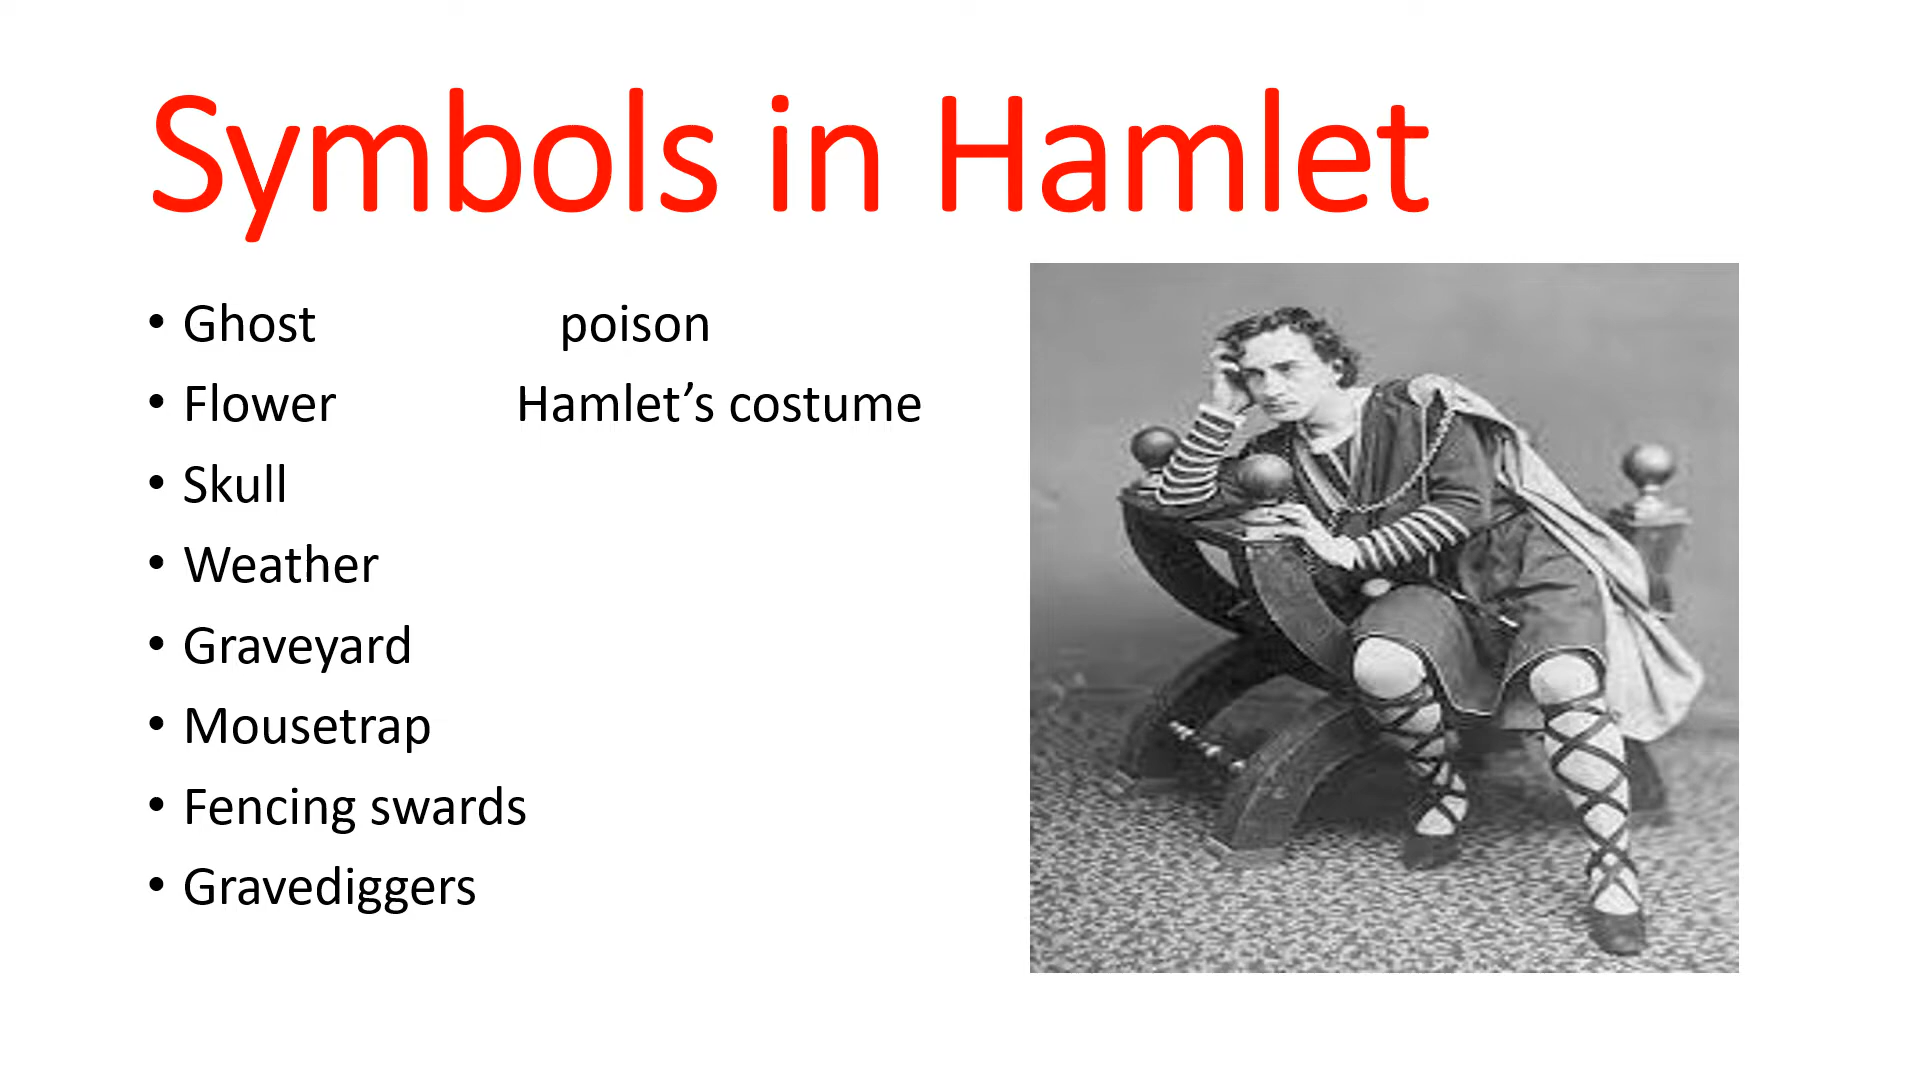 Symbols in Hamlet
• Ghost poison
• Flower Hamlet’s costume
• Skull
• Weather
• Graveyard
• Mousetrap
• Fencing swards
• Gravediggers